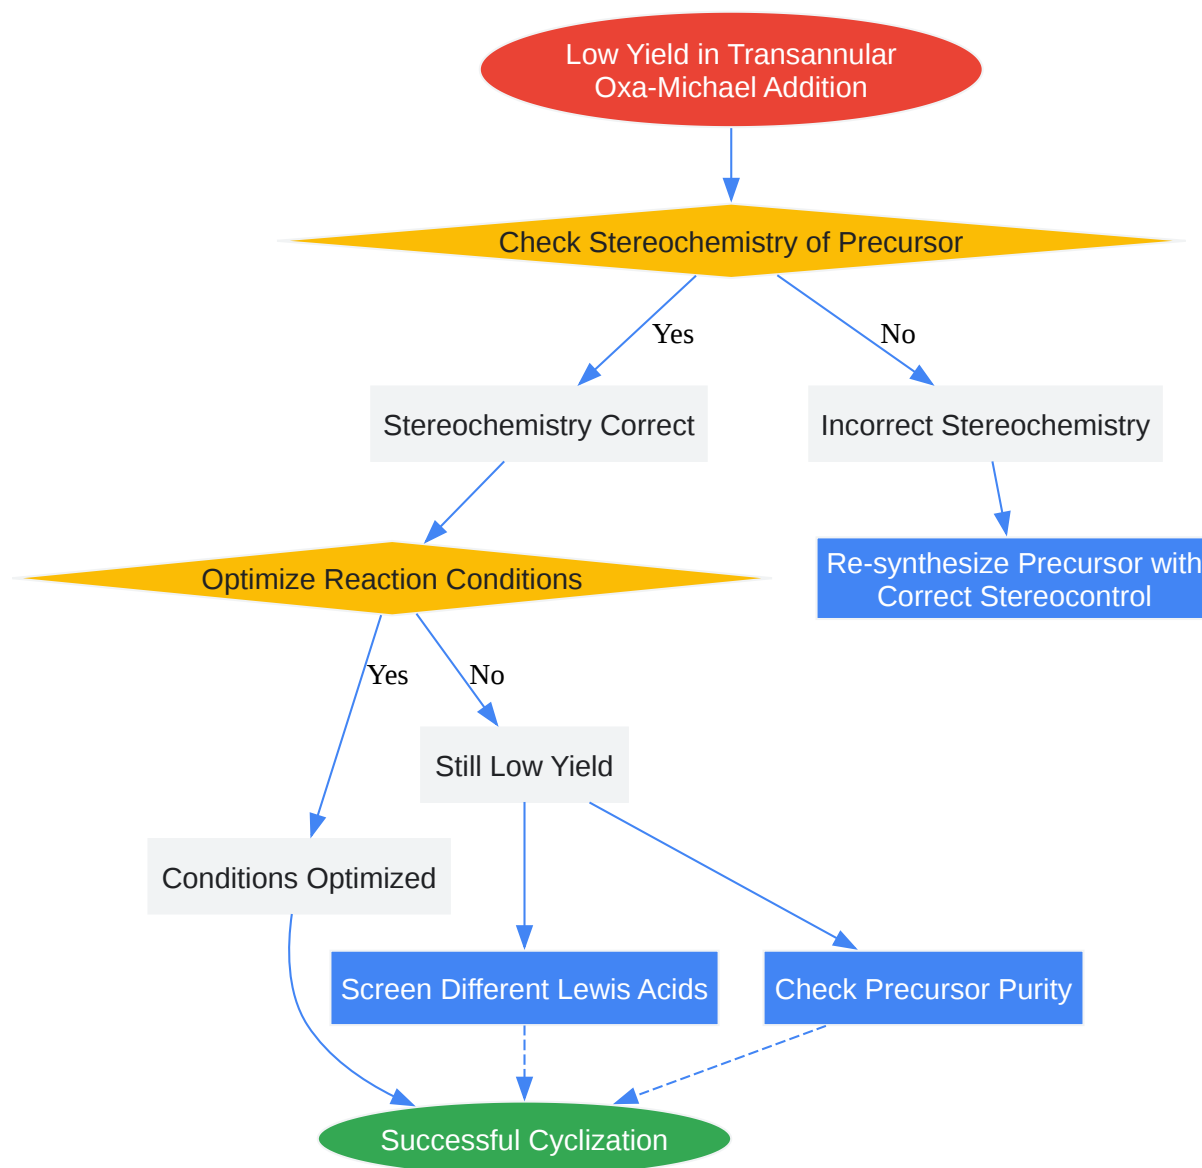 Low Yield in Transannular
Oxa-Michael Addition
Check Stereochemistry of Precursor
Yes
No
Stereochemistry Correct
Incorrect Stereochemistry
Re-synthesize Precursor with
Correct Stereocontrol
Optimize Reaction Conditions
Yes
No
Still Low Yield
Conditions Optimized
Screen Different Lewis Acids
Check Precursor Purity
Successful Cyclization